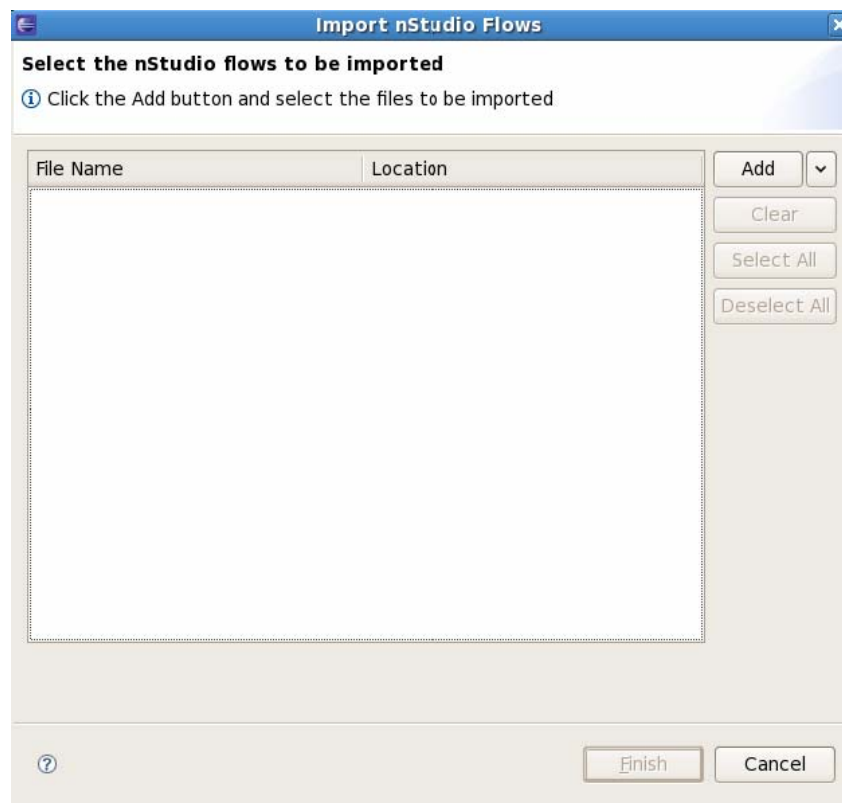 Import nStudio Flows
Select the nStudio flows to be imported
Click the Add button and select the files to be imported
File Name Location
Add
Clear
Select All
Deselect All
Finish Cancel